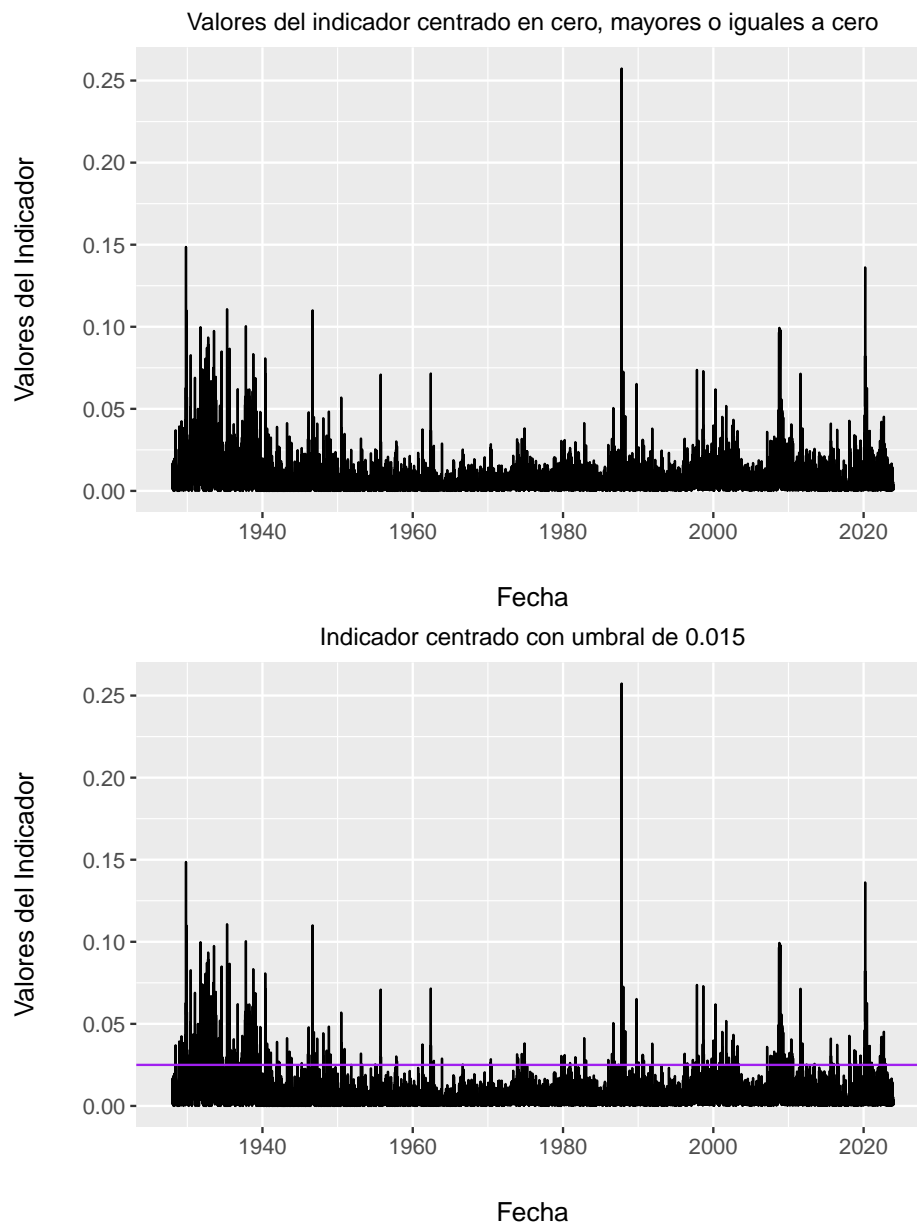 Valores del indicador centrado en cero, mayores o iguales a cero
Valores del Indicador
0.25
0.20
0.15
0.10
0.05
0.00
1940 1960 1980 2000 2020
Fecha
Indicador centrado con umbral de 0.015
Valores del Indicador
0.25
0.20
0.15
0.10
0.05
0.00
1940 1960 1980 2000 2020
Fecha